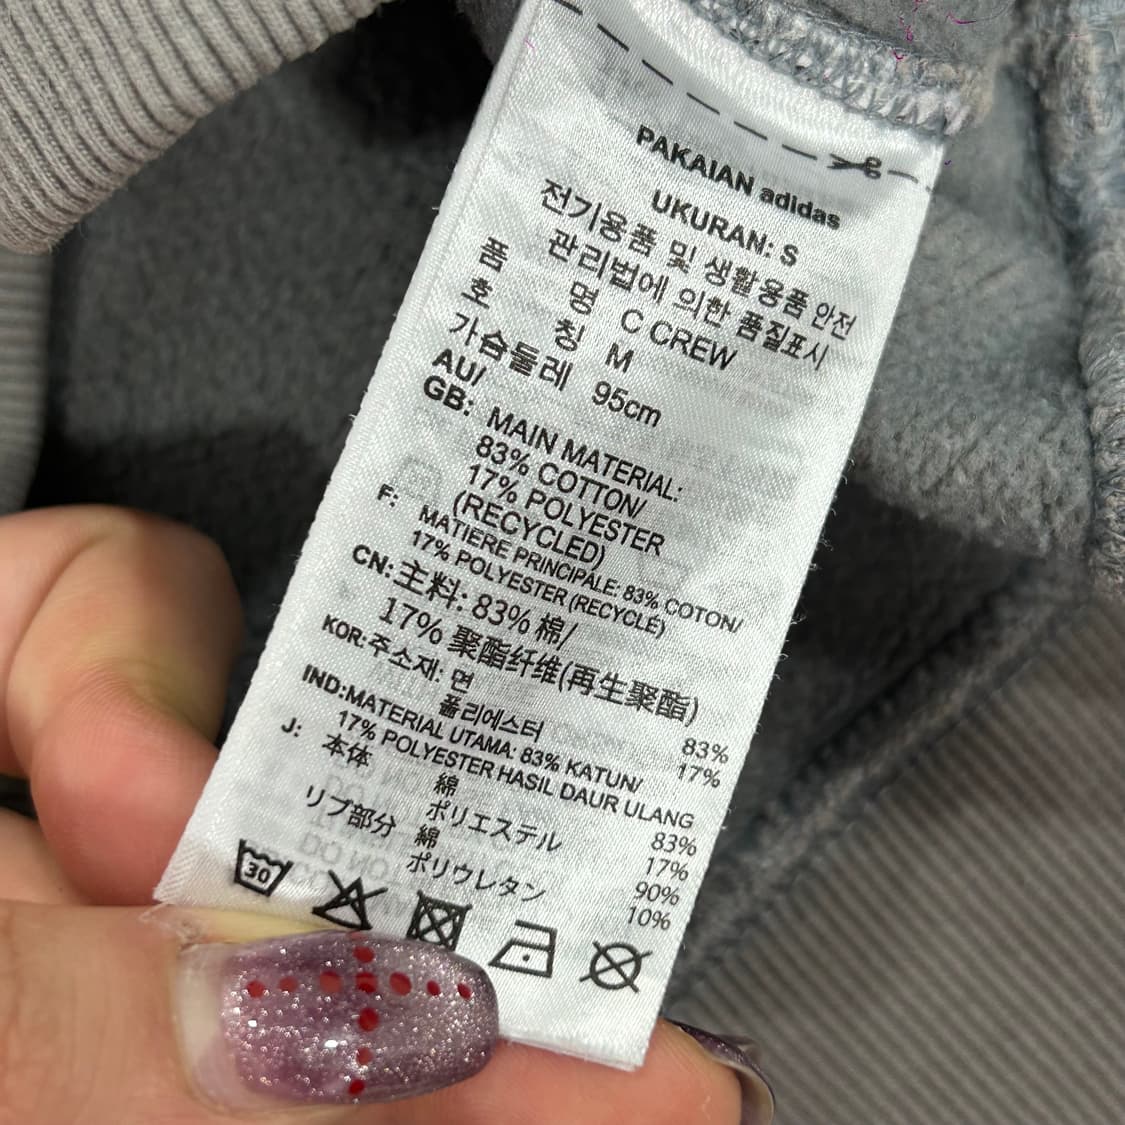 PAKAIAN adidas
UKURAN: S
전기용품 및 생활용품 안전
관리법에 의한 품질표시
품 명 C CREW
호 칭 M
가슴둘레 95cm
AU/
GB: MAIN MATERIAL:
83% COTTON/
17% POLYESTER
(RECYCLED)
F: MATIERE PRINCIPALE: 83% COTON/
17% POLYESTER (RECYCLÉ)
CN: 主料: 83% 棉/
17% 聚酯纤维(再生聚酯)
KOR: 주소재: 면 83%
폴리에스터 17%
IND:MATERIAL UTAMA: 83% KATUN/
17% POLYESTER HASIL DAUR ULANG
J: 本体 綿 83%
ポリエステル 17%
リブ部分 綿 90%
ポリウレタン 10%
30